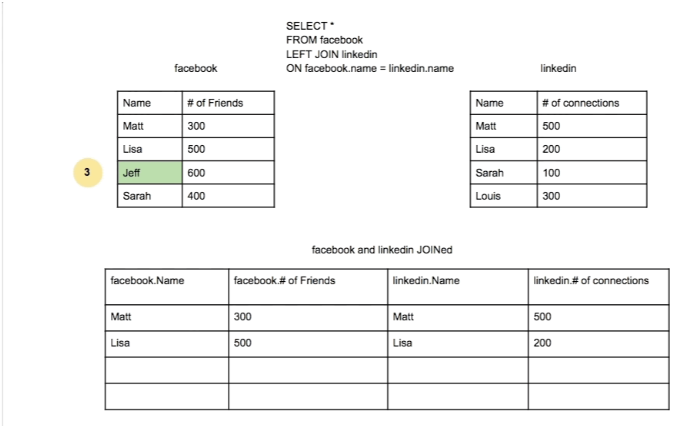 SELECT *
FROM facebook
LEFT JOIN linkedin
ON facebook.name = linkedin.name
facebook
linkedin
Name # of Friends
Matt 300
Lisa 500
3
Jeff 600
Sarah 400
Name # of connections
Matt 500
Lisa 200
Sarah 100
Louis 300
facebook and linkedin JOINed
facebook.Name facebook.# of Friends linkedin.Name linkedin.# of connections
Matt 300 Matt 500
Lisa 500 Lisa 200